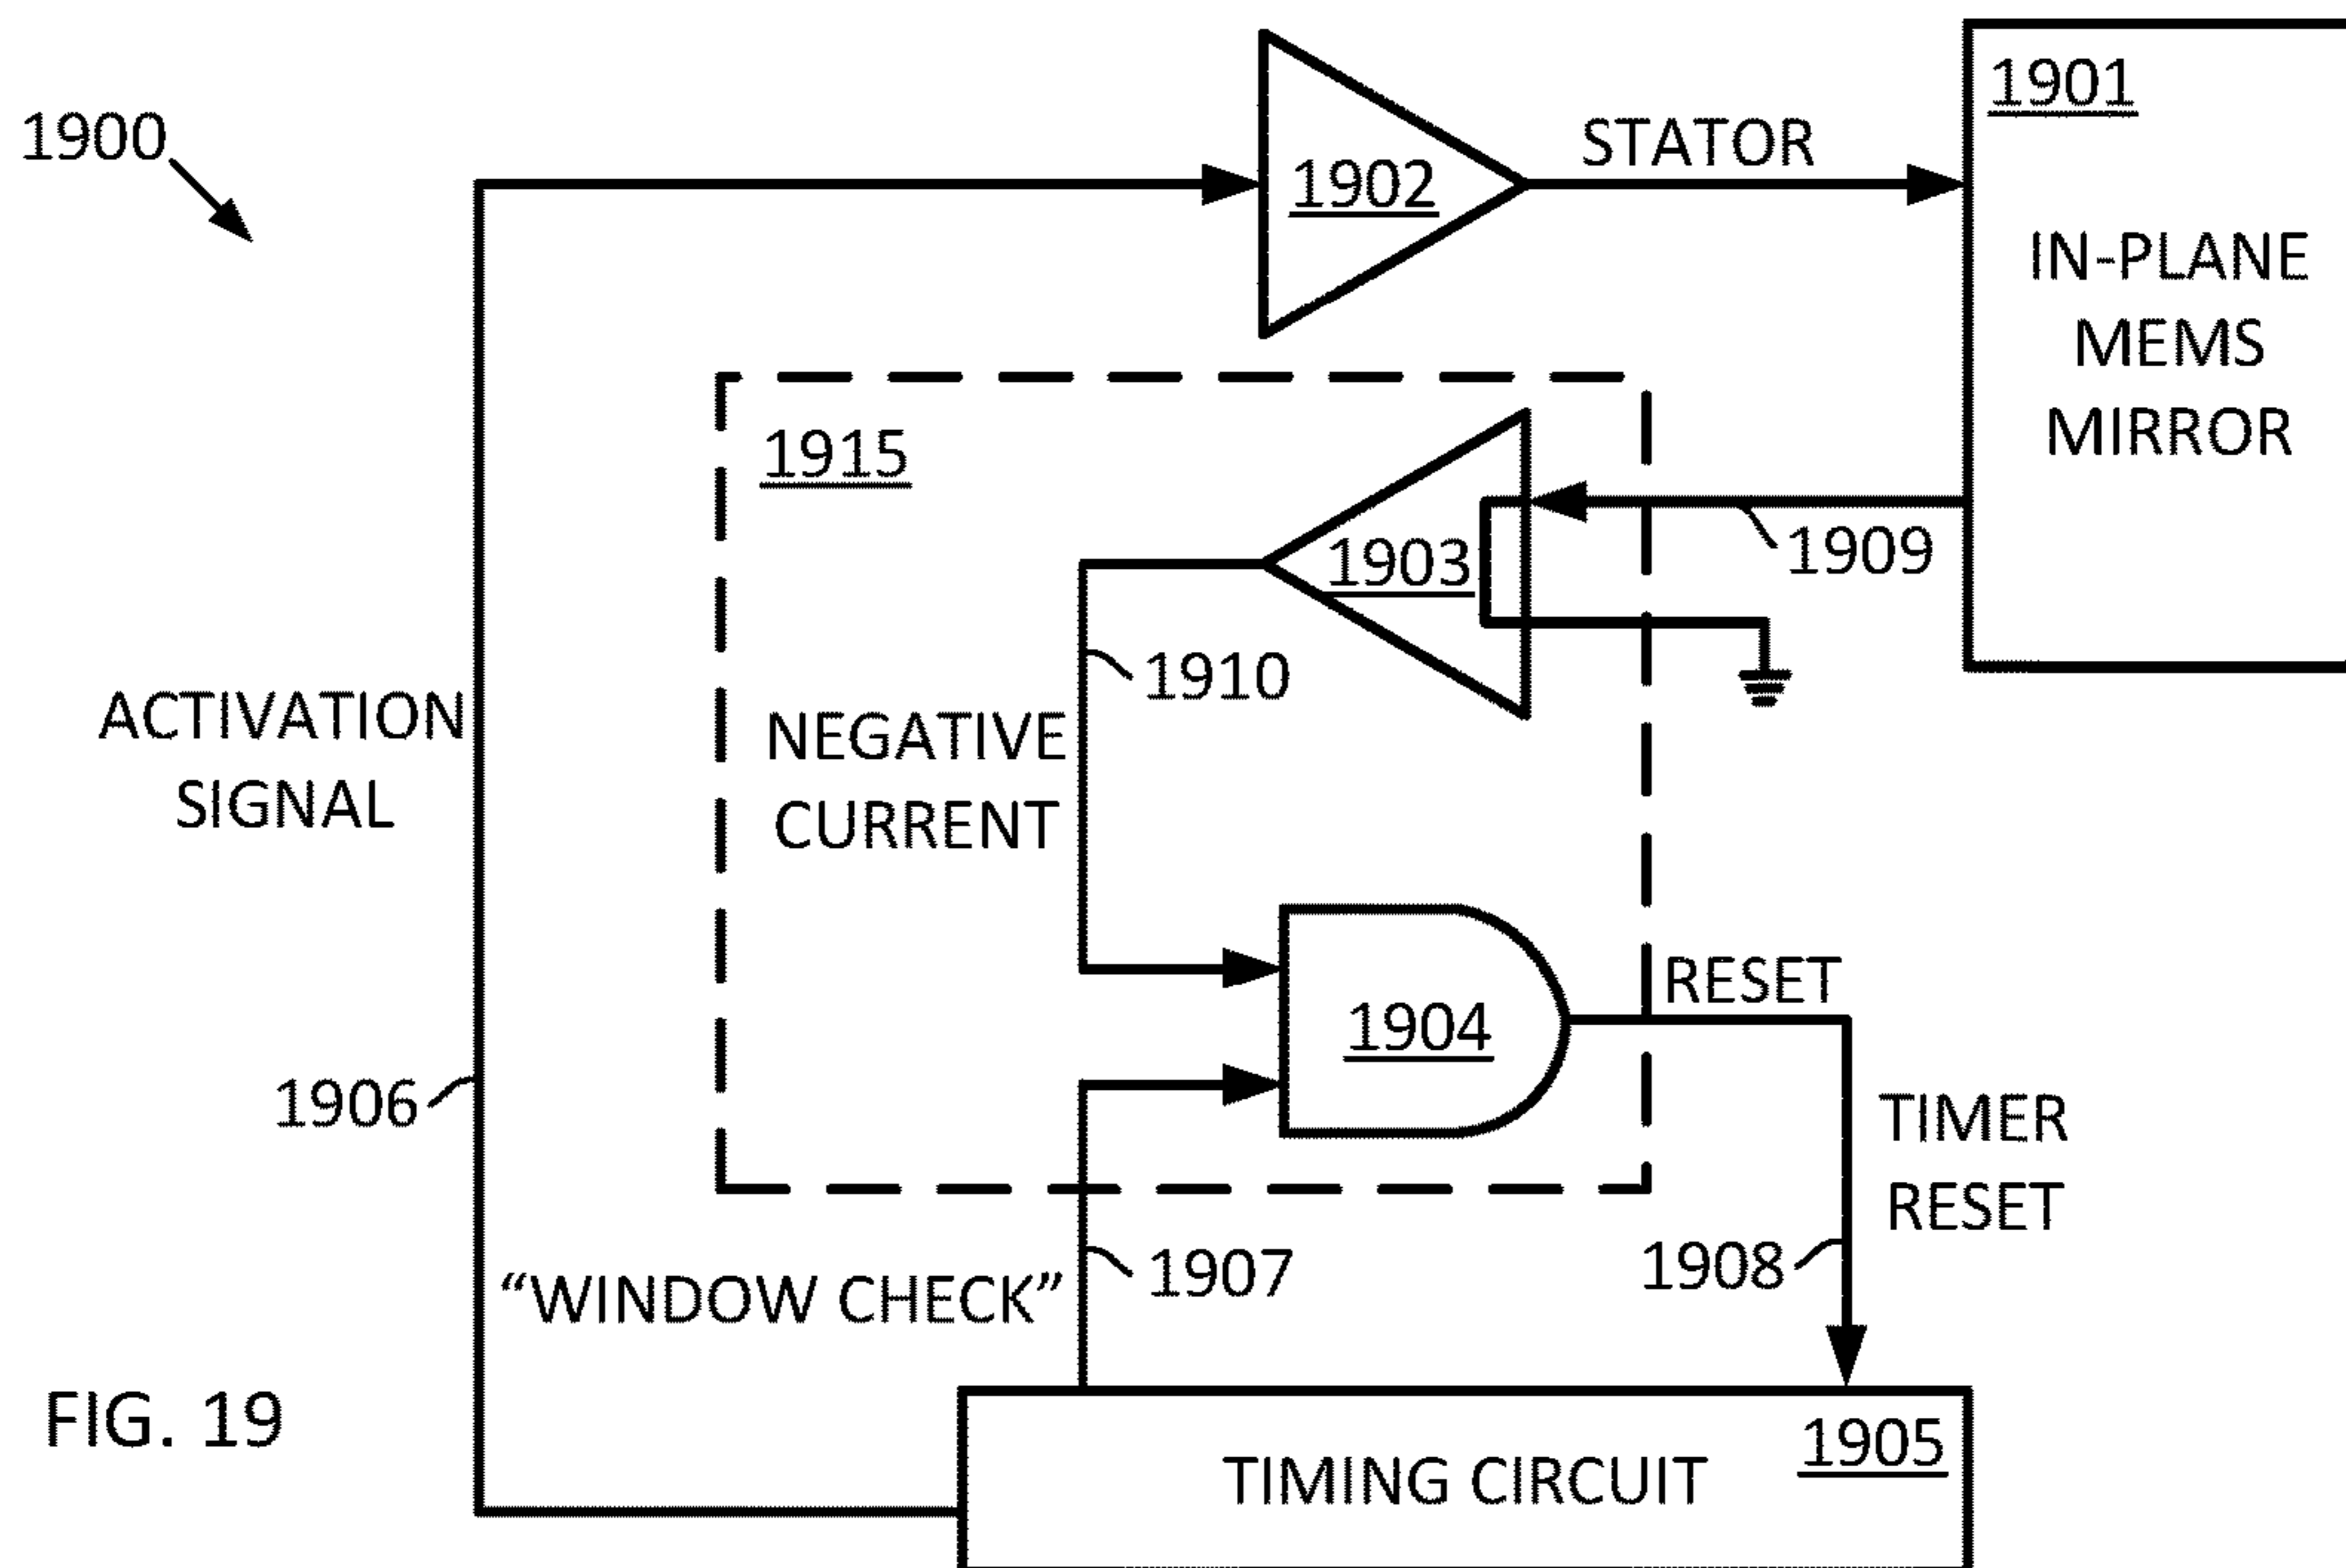 1900
1902
STATOR
1901
IN-PLANE
MEMS
MIRROR
1915
1903
1909
1910
NEGATIVE
CURRENT
ACTIVATION
SIGNAL
1904
RESET
1906
TIMER
RESET
1907
1908
“WINDOW CHECK”
FIG. 19
TIMING CIRCUIT
1905